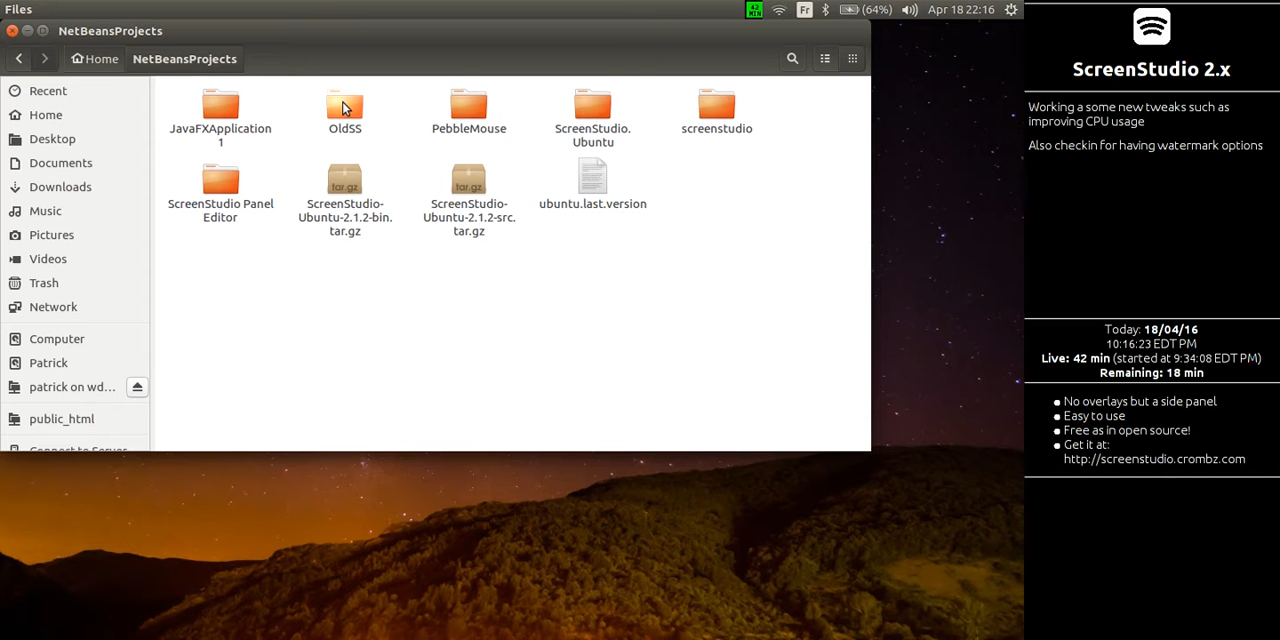 Files
42
MIN
Fr
(64%)
Apr 18 22:16
NetBeansProjects
Home
NetBeansProjects
Recent
Home
Desktop
Documents
Downloads
Music
Pictures
Videos
Trash
Network
Computer
Patrick
patrick on wd...
public_html
Connect to Server
JavaFXApplication
1
OldSS
PebbleMouse
ScreenStudio.
Ubuntu
screenstudio
ScreenStudio Panel
Editor
tar.gz
ScreenStudio-
Ubuntu-2.1.2-bin.
tar.gz
tar.gz
ScreenStudio-
Ubuntu-2.1.2-src.
tar.gz
ubuntu.last.version
ScreenStudio 2.x
Working a some new tweaks such as
improving CPU usage
Also checkin for having watermark options
Today: 18/04/16
10:16:23 EDT PM
Live: 42 min (started at 9:34:08 EDT PM)
Remaining: 18 min
No overlays but a side panel
Easy to use
Free as in open source!
Get it at:
http://screenstudio.crombz.com